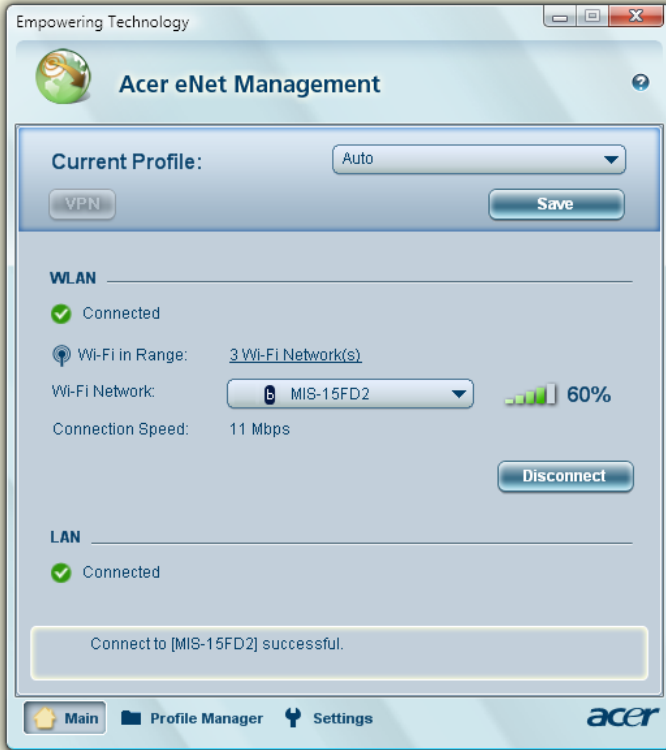 Empowering Technology
Acer eNet Management
Current Profile: Auto
VPN Save
WLAN
Connected
Wi-Fi in Range: 3 Wi-Fi Network(s)
Wi-Fi Network: b MIS-15FD2 60%
Connection Speed: 11 Mbps
Disconnect
LAN
Connected
Connect to [MIS-15FD2] successful.
Main Profile Manager Settings acer